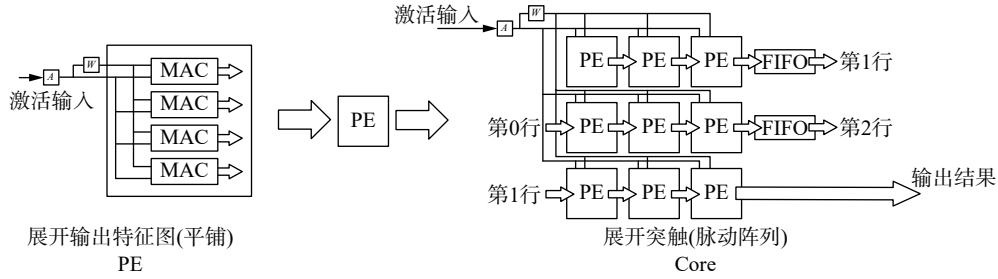 激活输入
A
W
MAC
MAC
MAC
MAC
展开输出特征图(平铺)
PE
PE
激活输入
A
W
PE PE PE FIFO 第1行
第0行 PE PE PE FIFO 第2行
第1行 PE PE PE 输出结果
展开突触(脉动阵列)
Core